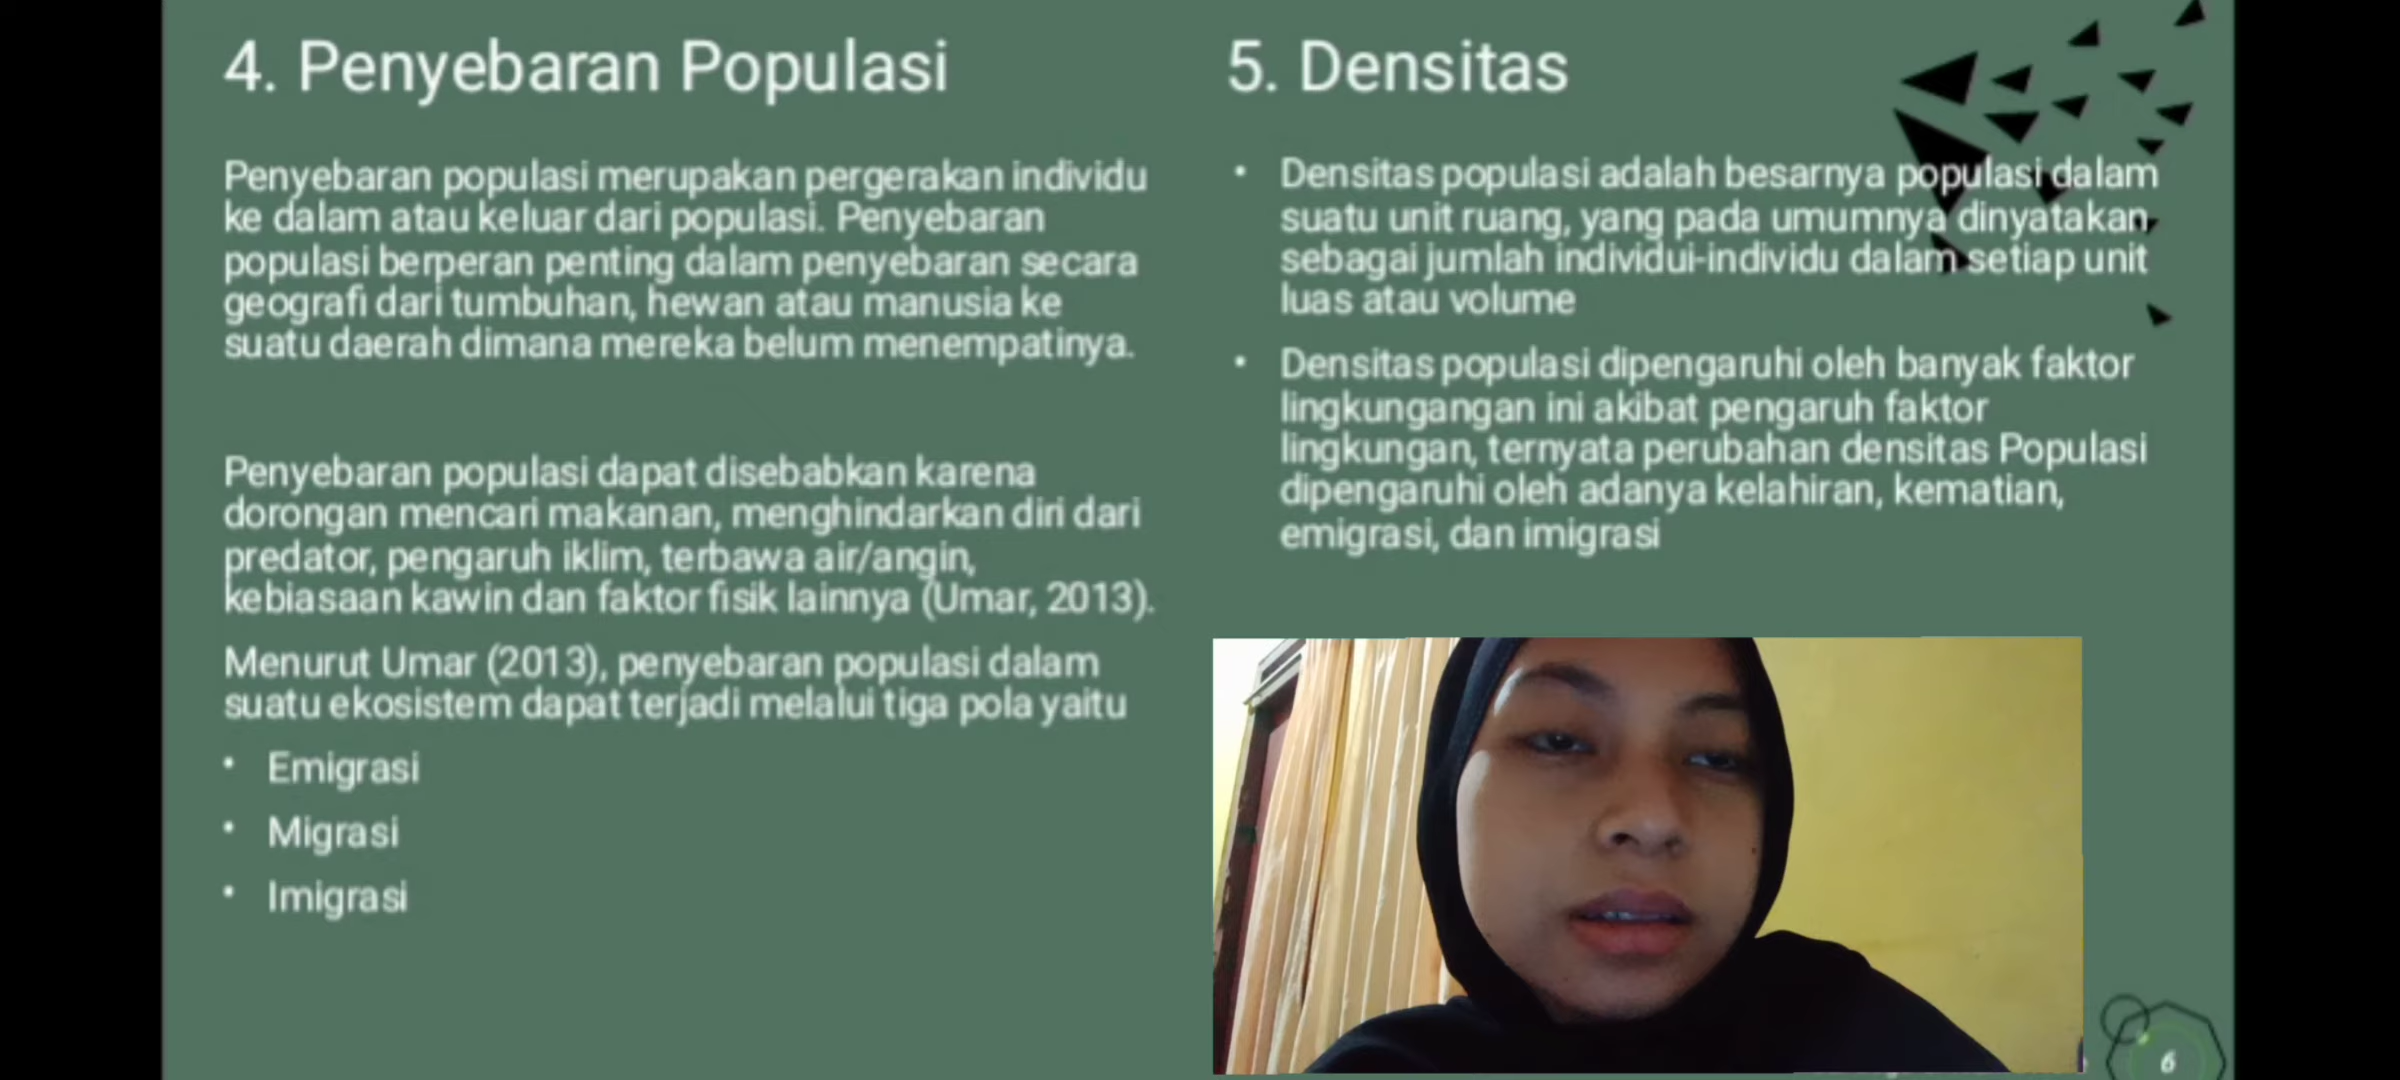 4. Penyebaran Populasi
Penyebaran populasi merupakan pergerakan individu
ke dalam atau keluar dari populasi. Penyebaran
populasi berperan penting dalam penyebaran secara
geografi dari tumbuhan, hewan atau manusia ke
suatu daerah dimana mereka belum menempatinya.
Penyebaran populasi dapat disebabkan karena
dorongan mencari makanan, menghindarkan diri dari
predator, pengaruh iklim, terbawa air/angin,
kebiasaan kawin dan faktor fisik lainnya (Umar, 2013).
Menurut Umar (2013), penyebaran populasi dalam
suatu ekosistem dapat terjadi melalui tiga pola yaitu
• Emigrasi
• Migrasi
• Imigrasi
5. Densitas
• Densitas populasi adalah besarnya populasi dalam
suatu unit ruang, yang pada umumnya dinyatakan
sebagai jumlah individui-individu dalam setiap unit
luas atau volume
• Densitas populasi dipengaruhi oleh banyak faktor
lingkungangan ini akibat pengaruh faktor
lingkungan, ternyata perubahan densitas Populasi
dipengaruhi oleh adanya kelahiran, kematian,
emigrasi, dan imigrasi
6